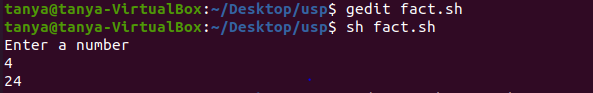 tanya@tanya-VirtualBox:~/Desktop/usp$ gedit fact.sh
tanya@tanya-VirtualBox:~/Desktop/usp$ sh fact.sh
Enter a number
4
24